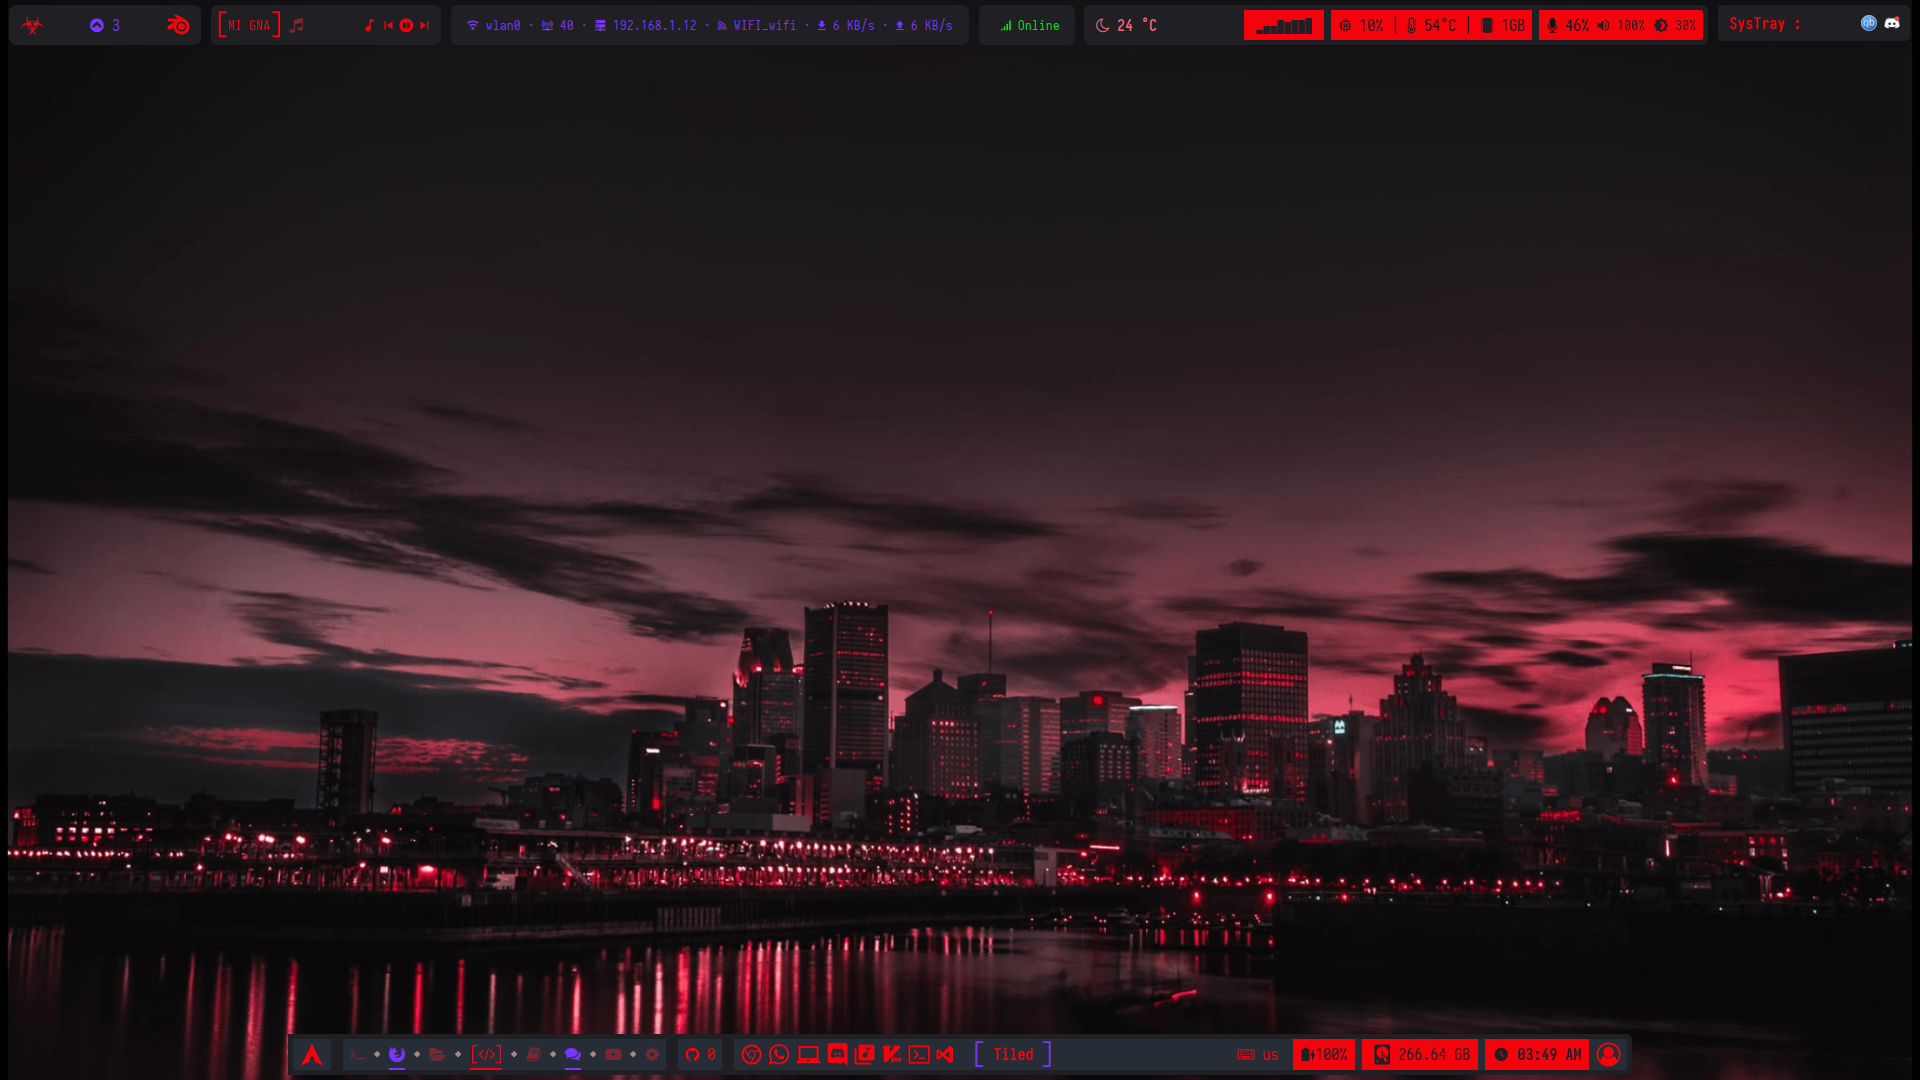 3 MI GNA wlan0 · 40 · 192.168.1.12 · WIFI_wifi · 6 KB/s · 6 KB/s Online 24 °C 10% 54°C 1GB 46% 100% 30% SysTray :
>_ [</>] 0 [ Tiled ] us 100% 266.64 GB 03:49 AM